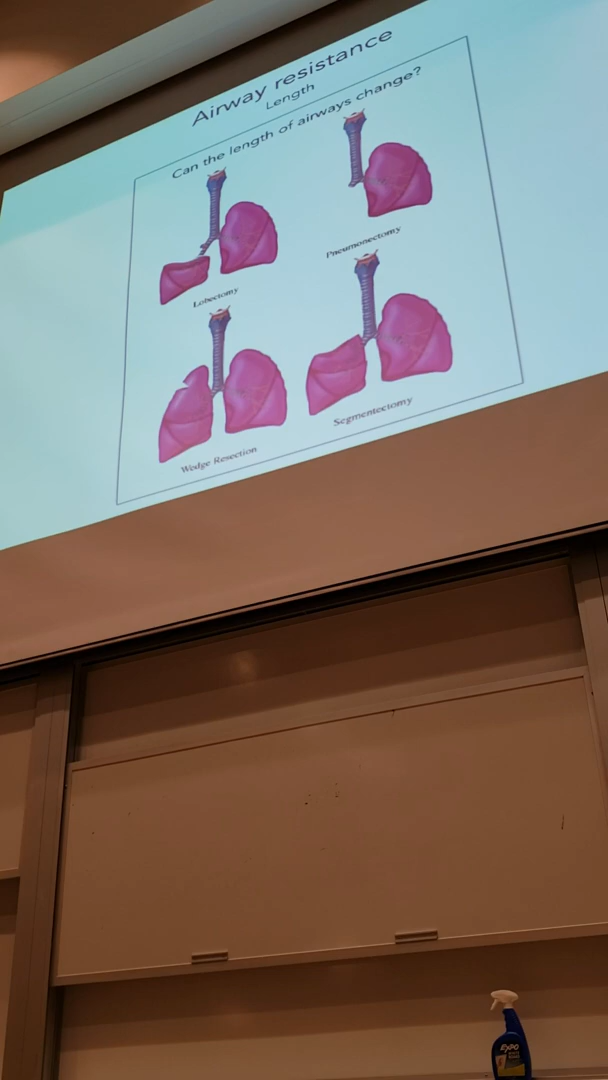 Airway resistance
Length
Can the length of airways change?
Lobectomy
Pneumonectomy
Wedge Resection
Segmentectomy
EXPO